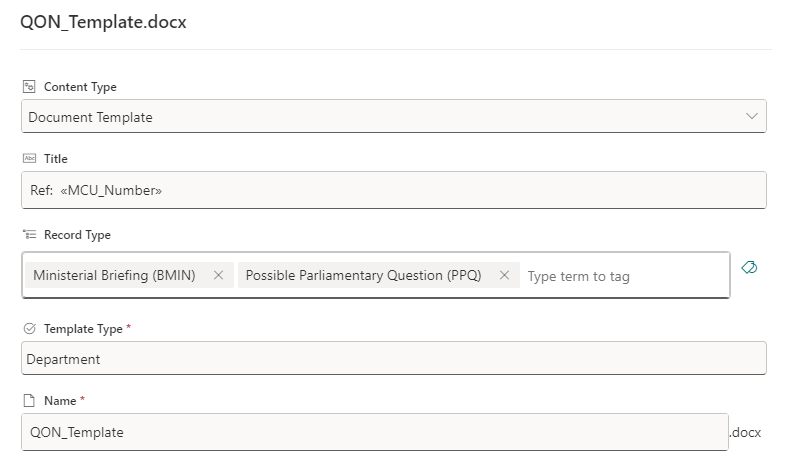 QON_Template.docx
Content Type
Document Template
Abc Title
Ref: «MCU_Number»
Record Type
Ministerial Briefing (BMIN) Possible Parliamentary Question (PPQ) Type term to tag
Template Type *
Department
Name *
QON_Template .docx